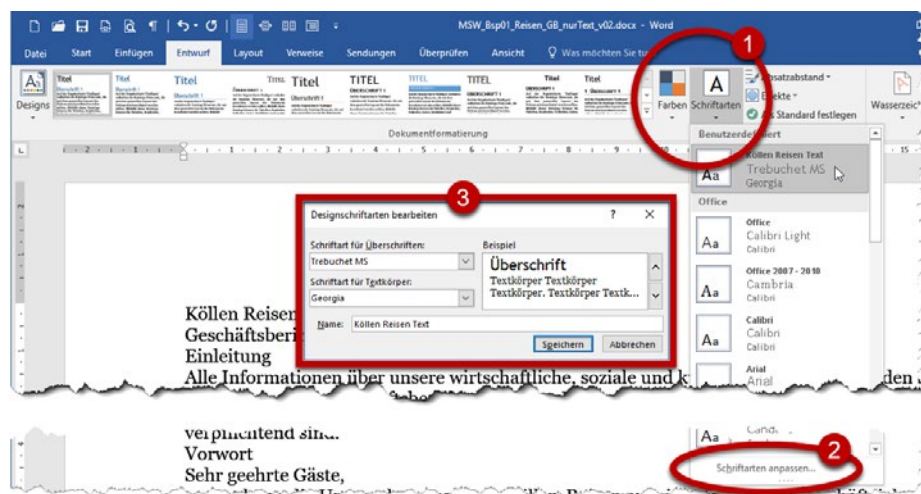 MSW_Bsp01_Reisen_GB_nurText_v02.docx - Word
Datei Start Einfügen Entwurf Layout Verweise Sendungen Überprüfen Ansicht Was möchten Sie tu
1
Titel Titel Titel TITEL Titel TITEL TITEL TITEL Titel Titel
Designs
Farben Schriftarten
Absatzabstand
Effekte
Als Standard festlegen
Wasserzeic
Dokumentformatierung
Benutzerdefiniert
Köllen Reisen Text
Trebuchet MS
Georgia
Office
Office
Calibri Light
Calibri
Office 2007 - 2010
Cambria
Calibri
Calibri
Calibri
Calibri
Arial
Arial
3
Designschriftarten bearbeiten ? ×
Schriftart für Überschriften: Beispiel
Trebuchet MS
Überschrift
Textkörper Textkörper
Textkörper. Textkörper Textk...
Schriftart für Textkörper:
Georgia
Name: Köllen Reisen Text
Speichern Abbrechen
Köllen Reisen
Geschäftsberi
Einleitung
Alle Informationen über unsere wirtschaftliche, soziale und k
den
verpflichtend sind.
Vorwort
Sehr geehrte Gäste,
2
Schriftarten anpassen...